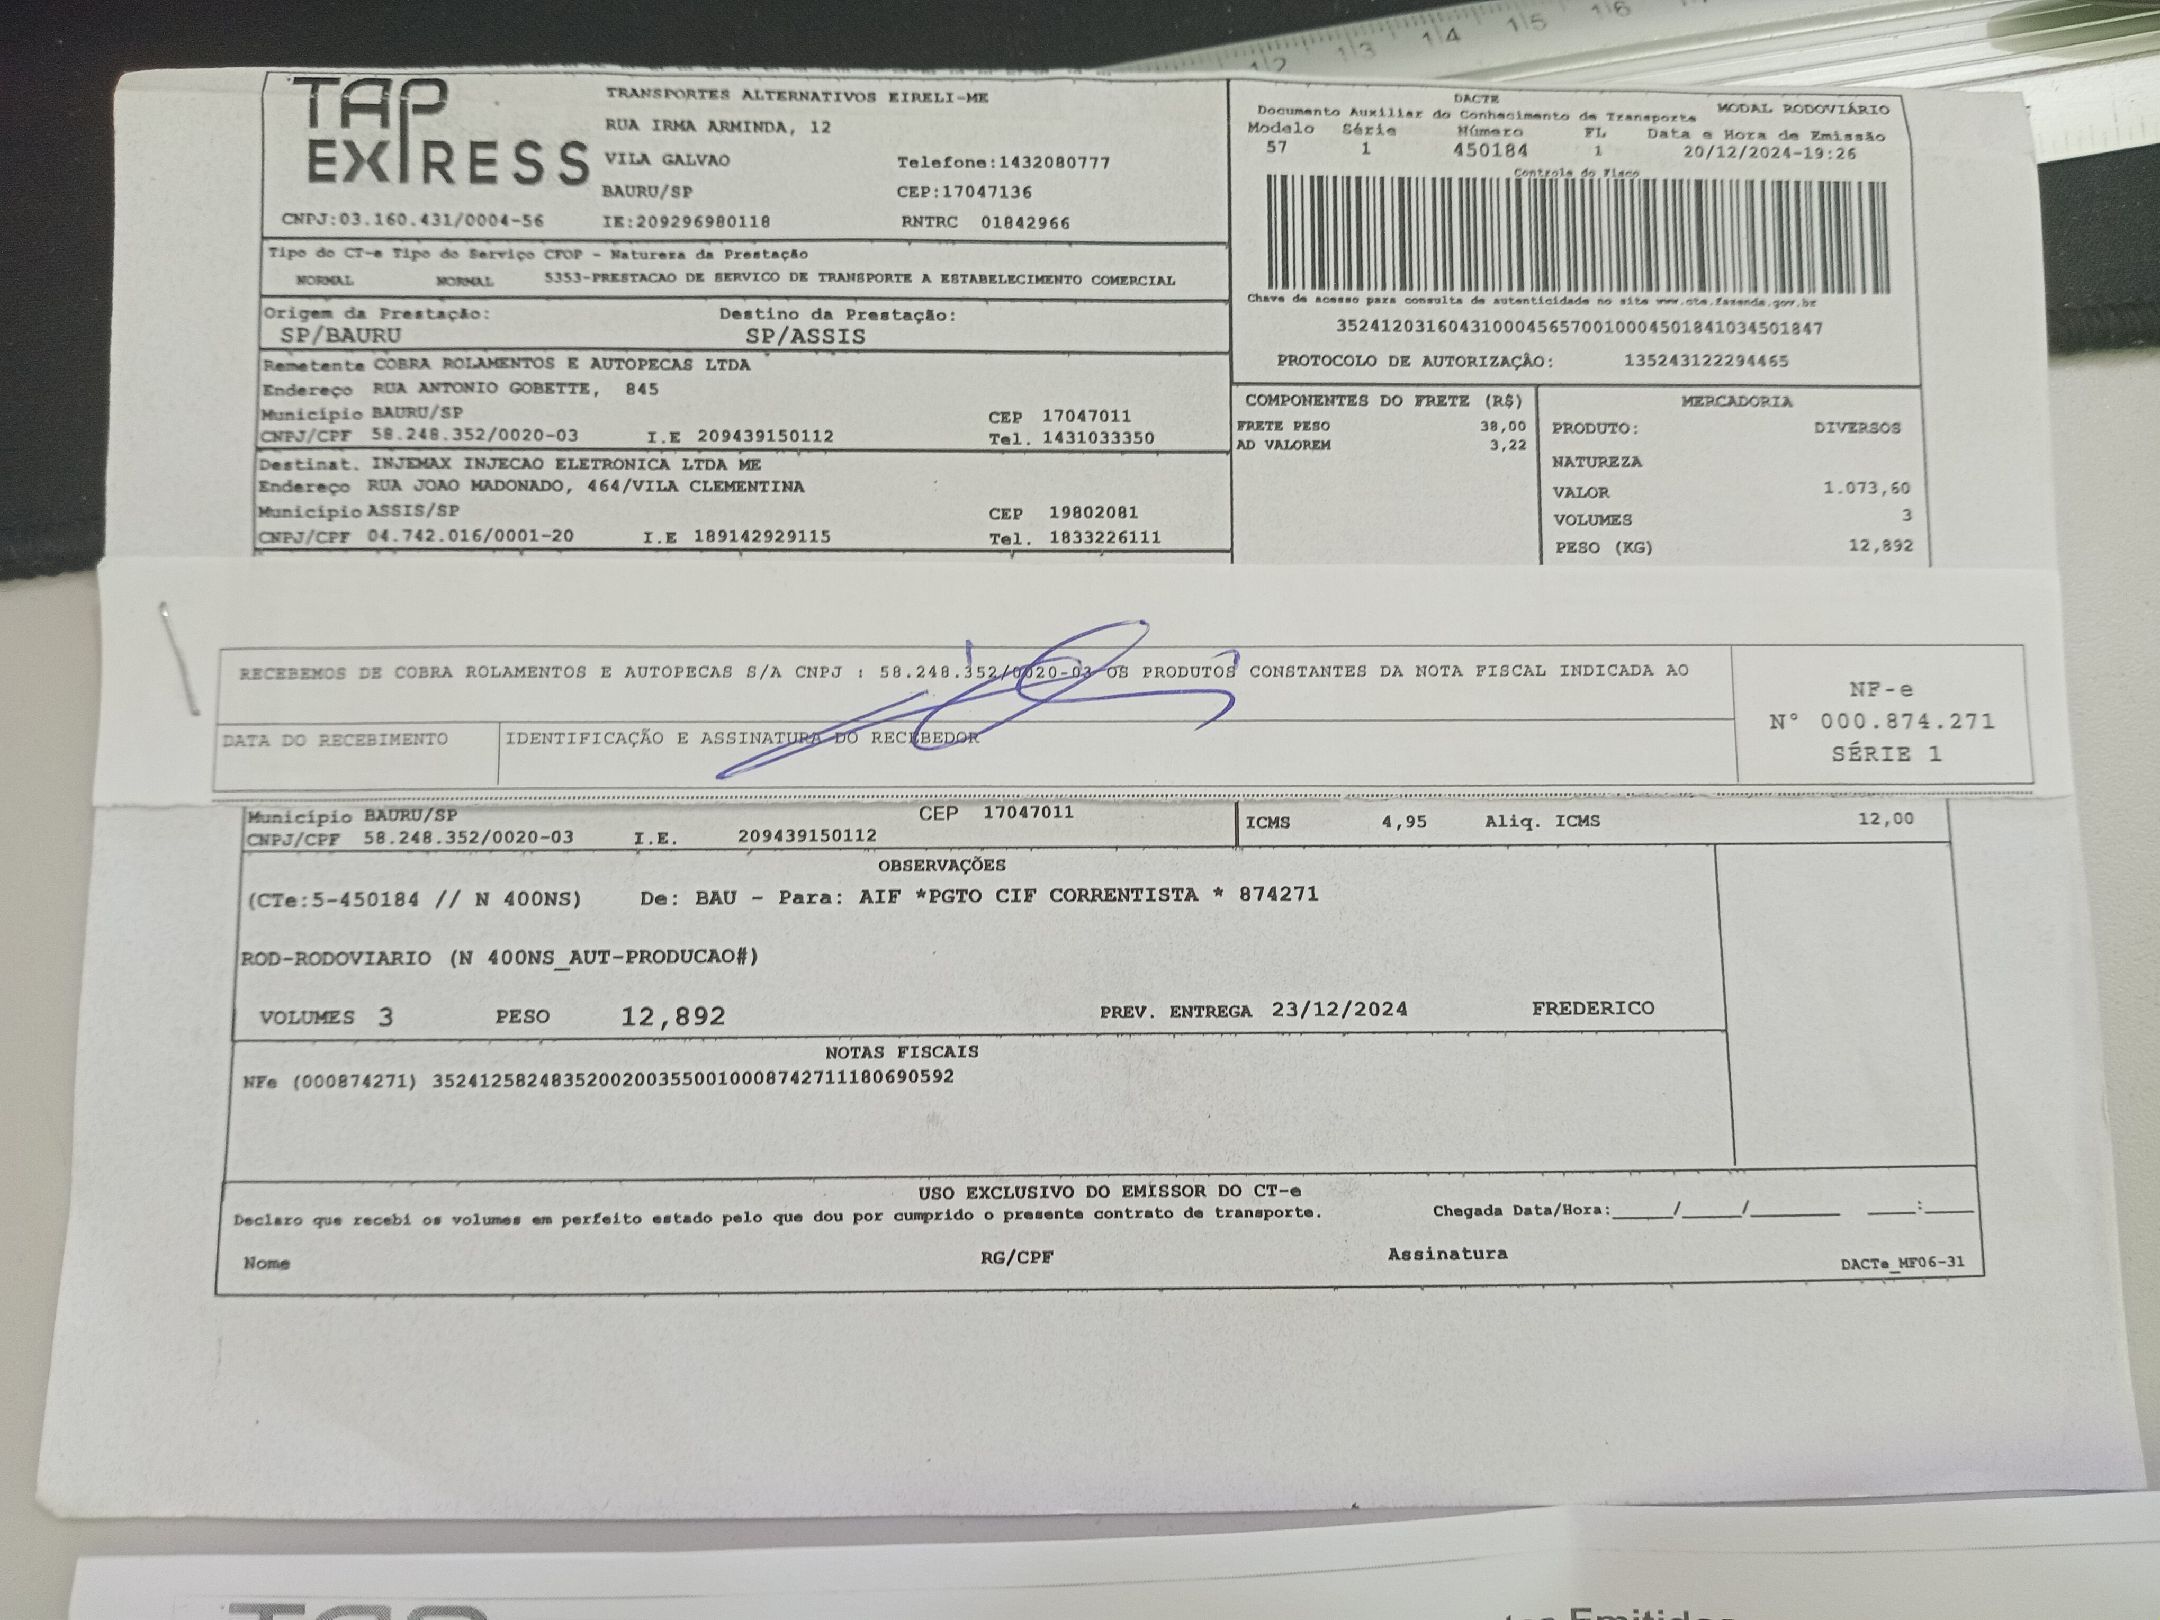 12 13 14 15 16
TAP EXPRESS
TRANSPORTES ALTERNATIVOS EIRELI-ME
RUA IRMA ARMINDA, 12
VILA GALVAO Telefone:1432080777
BAURU/SP CEP:17047136
CNPJ:03.160.431/0004-56 IE:209296980118 RNTRC 01842966
DACTE MODAL RODOVIÁRIO
Documento Auxiliar do Conhecimento de Transporte
Modelo Série Número FL Data e Hora de Emissão
57 1 450184 1 20/12/2024-19:26
Controle do Fisco
Chave de acesso para consulta de autenticidade no site www.cte.fazenda.gov.br
35241203160431000456570010004501841034501847
PROTOCOLO DE AUTORIZAÇÃO: 135243122294465
Tipo do CT-e Tipo do Serviço CFOP - Natureza da Prestação
NORMAL NORMAL 5353-PRESTACAO DE SERVICO DE TRANSPORTE A ESTABELECIMENTO COMERCIAL
Origem da Prestação: Destino da Prestação:
SP/BAURU SP/ASSIS
Remetente COBRA ROLAMENTOS E AUTOPECAS LTDA
Endereço RUA ANTONIO GOBETTE, 845
Município BAURU/SP CEP 17047011
CNPJ/CPF 58.248.352/0020-03 I.E 209439150112 Tel. 1431033350
Destinat. INJEMAX INJECAO ELETRONICA LTDA ME
Endereço RUA JOAO MADONADO, 464/VILA CLEMENTINA
Município ASSIS/SP CEP 19802081
CNPJ/CPF 04.742.016/0001-20 I.E 189142929115 Tel. 1833226111
COMPONENTES DO FRETE (R$)
FRETE PESO 38,00
AD VALOREM 3,22
MERCADORIA
PRODUTO: DIVERSOS
NATUREZA
VALOR 1.073,60
VOLUMES 3
PESO (KG) 12,892
RECEBEMOS DE COBRA ROLAMENTOS E AUTOPECAS S/A CNPJ : 58.248.352/0020-03 OS PRODUTOS CONSTANTES DA NOTA FISCAL INDICADA AO
DATA DO RECEBIMENTO IDENTIFICAÇÃO E ASSINATURA DO RECEBEDOR
NF-e
N° 000.874.271
SÉRIE 1
Município BAURU/SP CEP 17047011
CNPJ/CPF 58.248.352/0020-03 I.E. 209439150112
ICMS 4,95 Aliq. ICMS 12,00
OBSERVAÇÕES
(CTe:5-450184 // N 400NS) De: BAU - Para: AIF *PGTO CIF CORRENTISTA * 874271
ROD-RODOVIARIO (N 400NS_AUT-PRODUCAO#)
VOLUMES 3 PESO 12,892 PREV. ENTREGA 23/12/2024 FREDERICO
NOTAS FISCAIS
NFe (000874271) 35241258248352002003550010008742711180690592
USO EXCLUSIVO DO EMISSOR DO CT-e
Declaro que recebi os volumes em perfeito estado pelo que dou por cumprido o presente contrato de transporte. Chegada Data/Hora:_____/_____/________ ____:____
Nome RG/CPF Assinatura DACTe_MF06-31